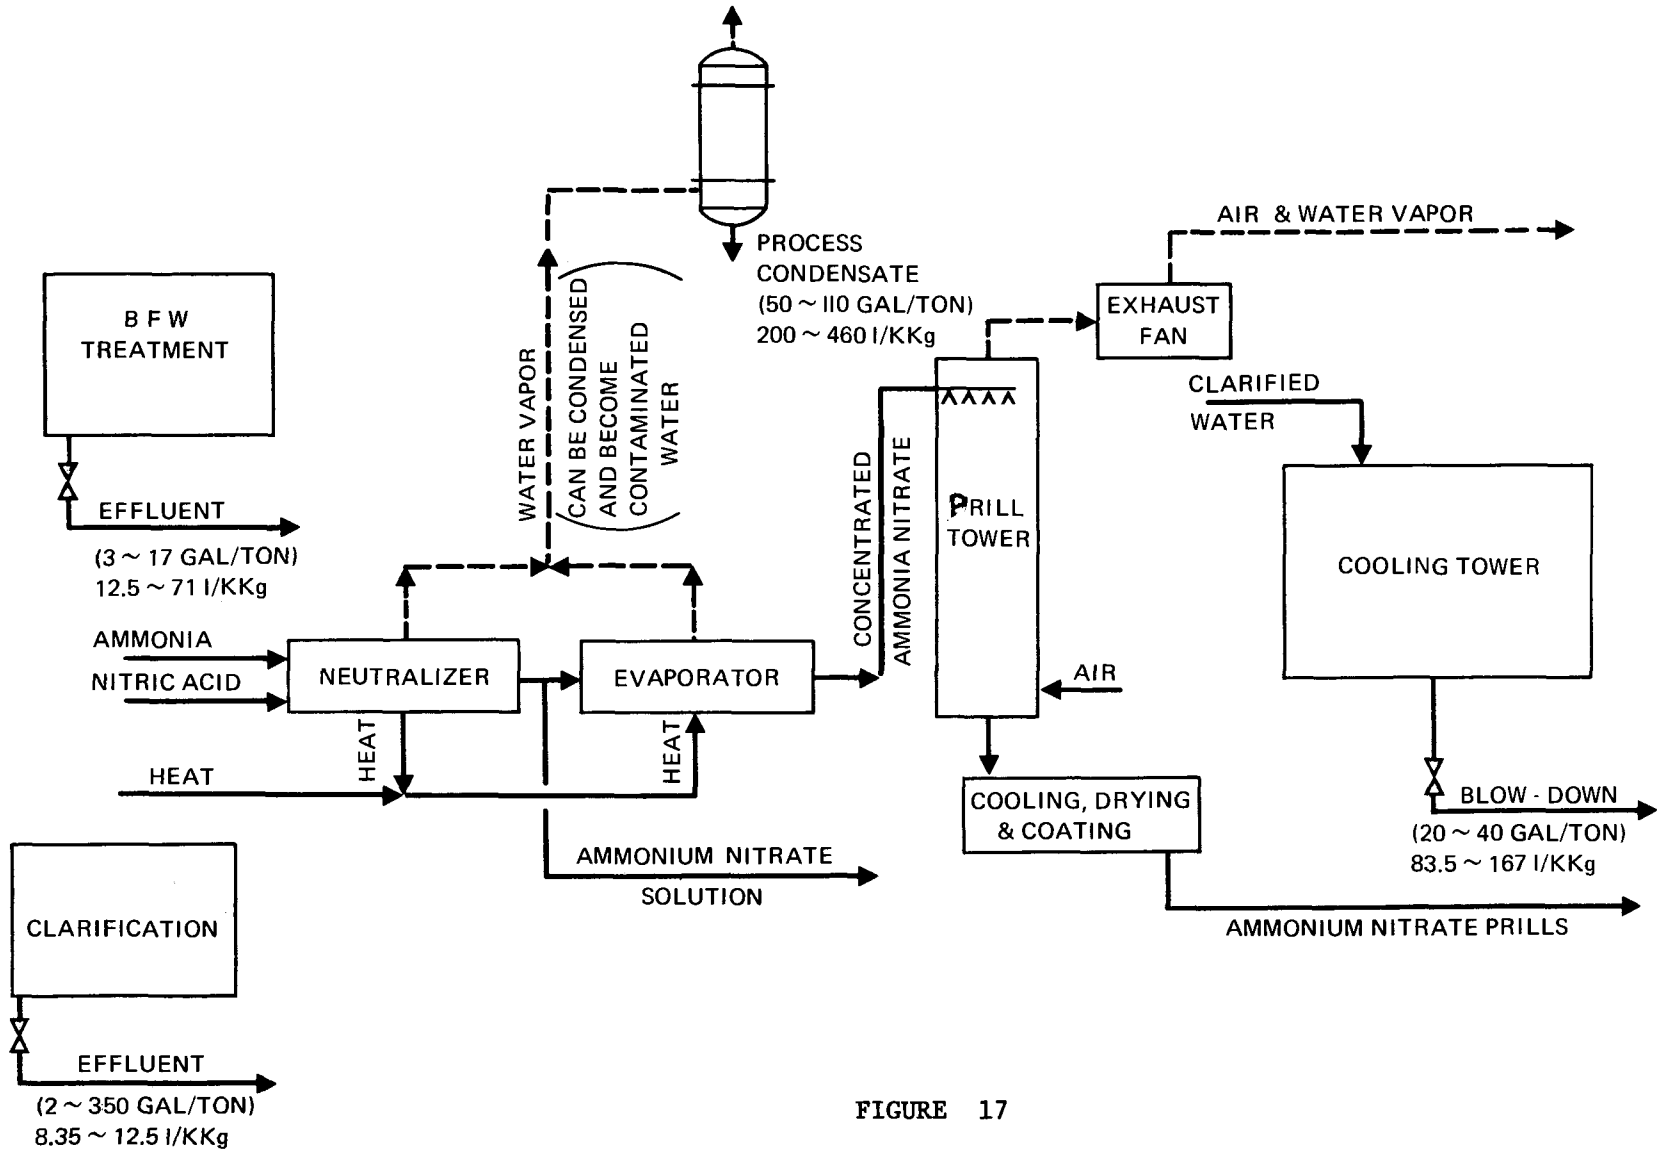 PROCESS
CONDENSATE
(50 ~ 110 GAL/TON)
200 ~ 460 l/KKg
AIR & WATER VAPOR
EXHAUST
FAN
B F W
TREATMENT
EFFLUENT
(3 ~ 17 GAL/TON)
12.5 ~ 71 l/KKg
WATER VAPOR
CAN BE CONDENSED
AND BECOME
CONTAMINATED
WATER
CLARIFIED
WATER
COOLING TOWER
PRILL
TOWER
CONCENTRATED
AMMONIA NITRATE
AMMONIA
NITRIC ACID
NEUTRALIZER
EVAPORATOR
AIR
HEAT
HEAT
HEAT
COOLING, DRYING
& COATING
BLOW - DOWN
(20 ~ 40 GAL/TON)
83.5 ~ 167 l/KKg
AMMONIUM NITRATE
SOLUTION
AMMONIUM NITRATE PRILLS
CLARIFICATION
EFFLUENT
(2 ~ 350 GAL/TON)
8.35 ~ 12.5 l/KKg
FIGURE 17